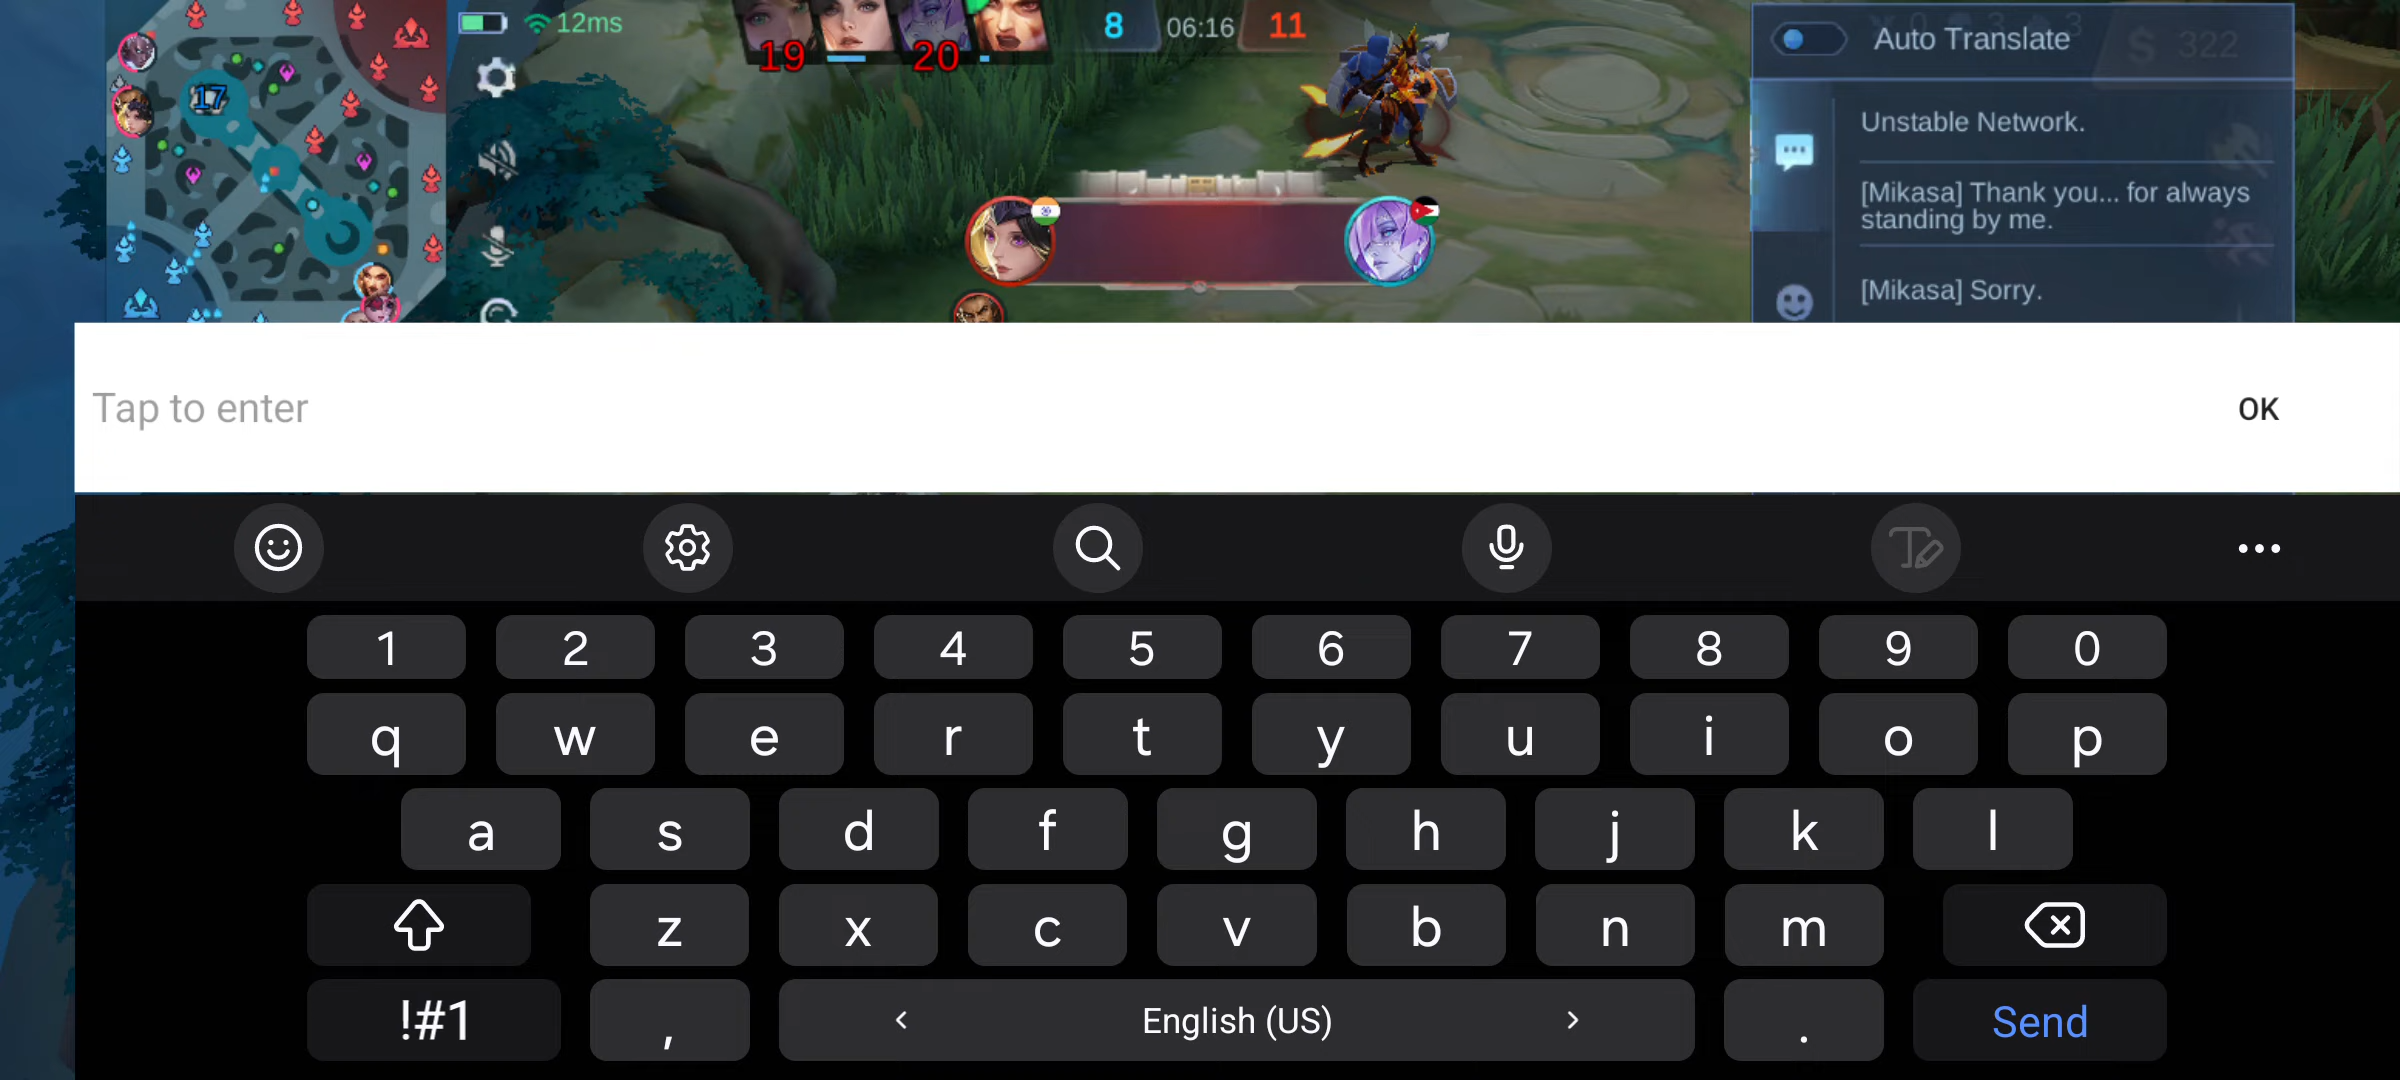 12ms
19
20
8
06:16
11
17
Auto Translate
$ 322
Unstable Network.
[Mikasa] Thank you... for always
standing by me.
[Mikasa] Sorry.
Tap to enter
OK
1 2 3 4 5 6 7 8 9 0
q w e r t y u i o p
a s d f g h j k l
z x c v b n m
!#1 , English (US) . Send